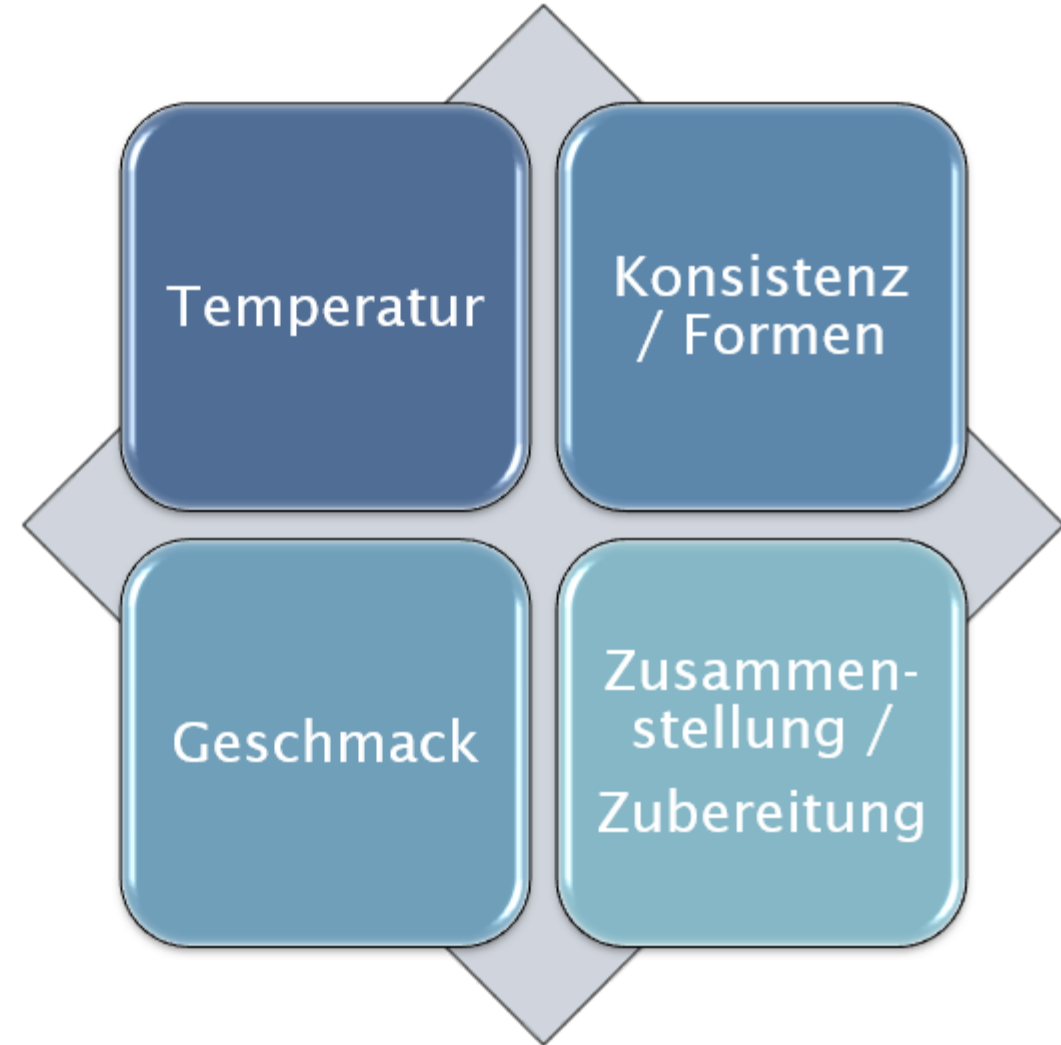 Temperatur
Konsistenz
/ Formen
Geschmack
Zusammen-
stellung /
Zubereitung